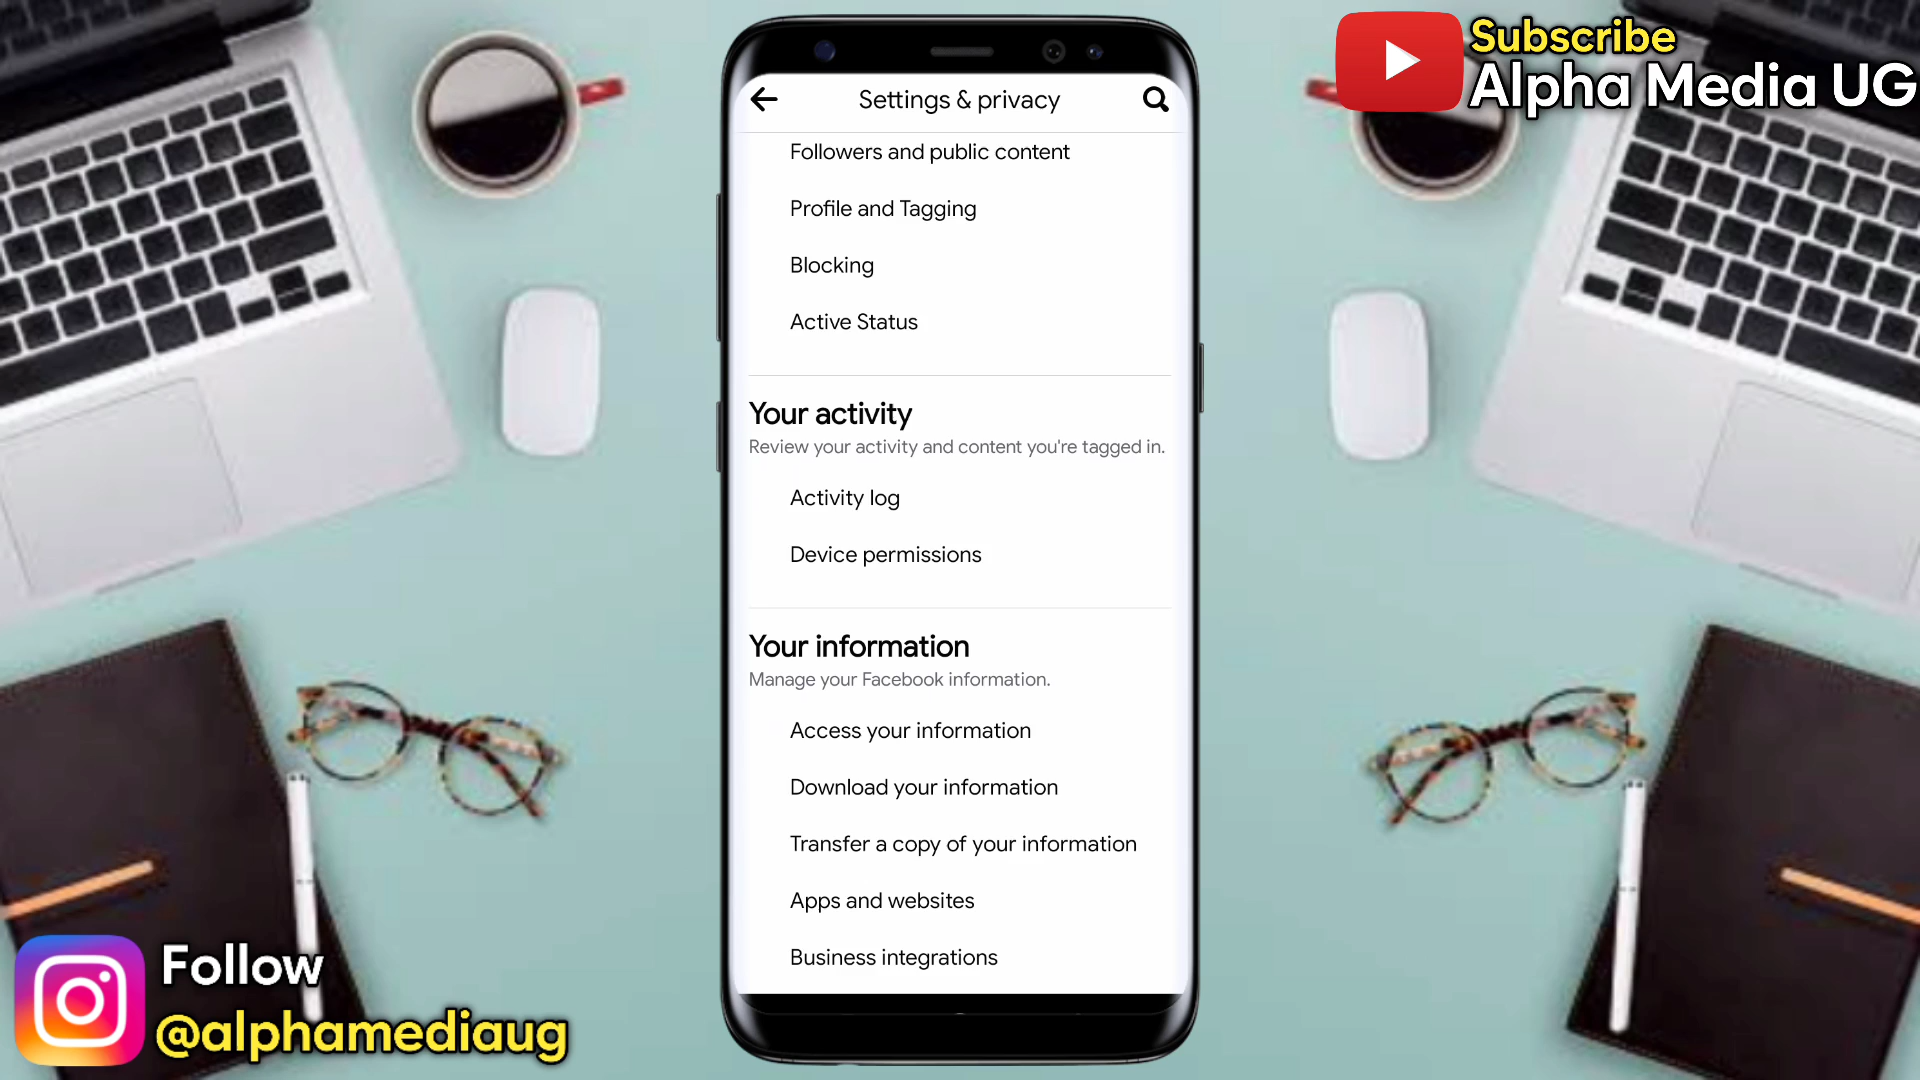 Subscribe
Alpha Media UG
Settings & privacy
Followers and public content
Profile and Tagging
Blocking
Active Status
Your activity
Review your activity and content you're tagged in.
Activity log
Device permissions
Your information
Manage your Facebook information.
Access your information
Download your information
Transfer a copy of your information
Apps and websites
Business integrations
Follow
@alphamediaug